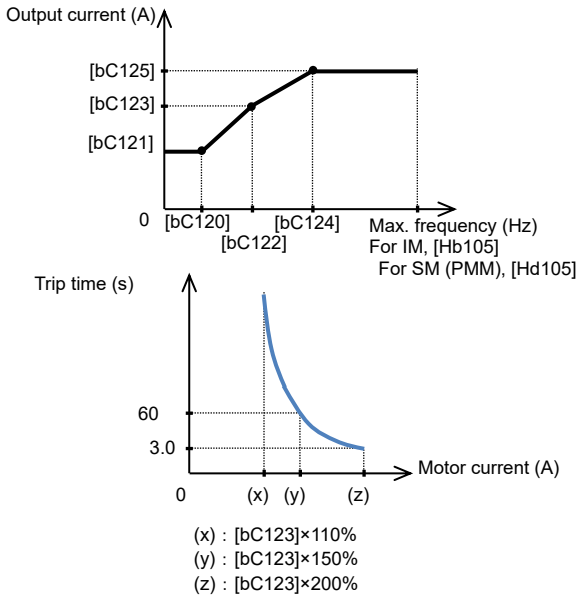 Output current (A)
[bC125]
[bC123]
[bC121]
0
[bC120]
[bC122]
[bC124]
Max. frequency (Hz)
For IM, [Hb105]
For SM (PMM), [Hd105]
Trip time (s)
60
3.0
0
(x)
(y)
(z)
Motor current (A)
(x) : [bC123]×110%
(y) : [bC123]×150%
(z) : [bC123]×200%